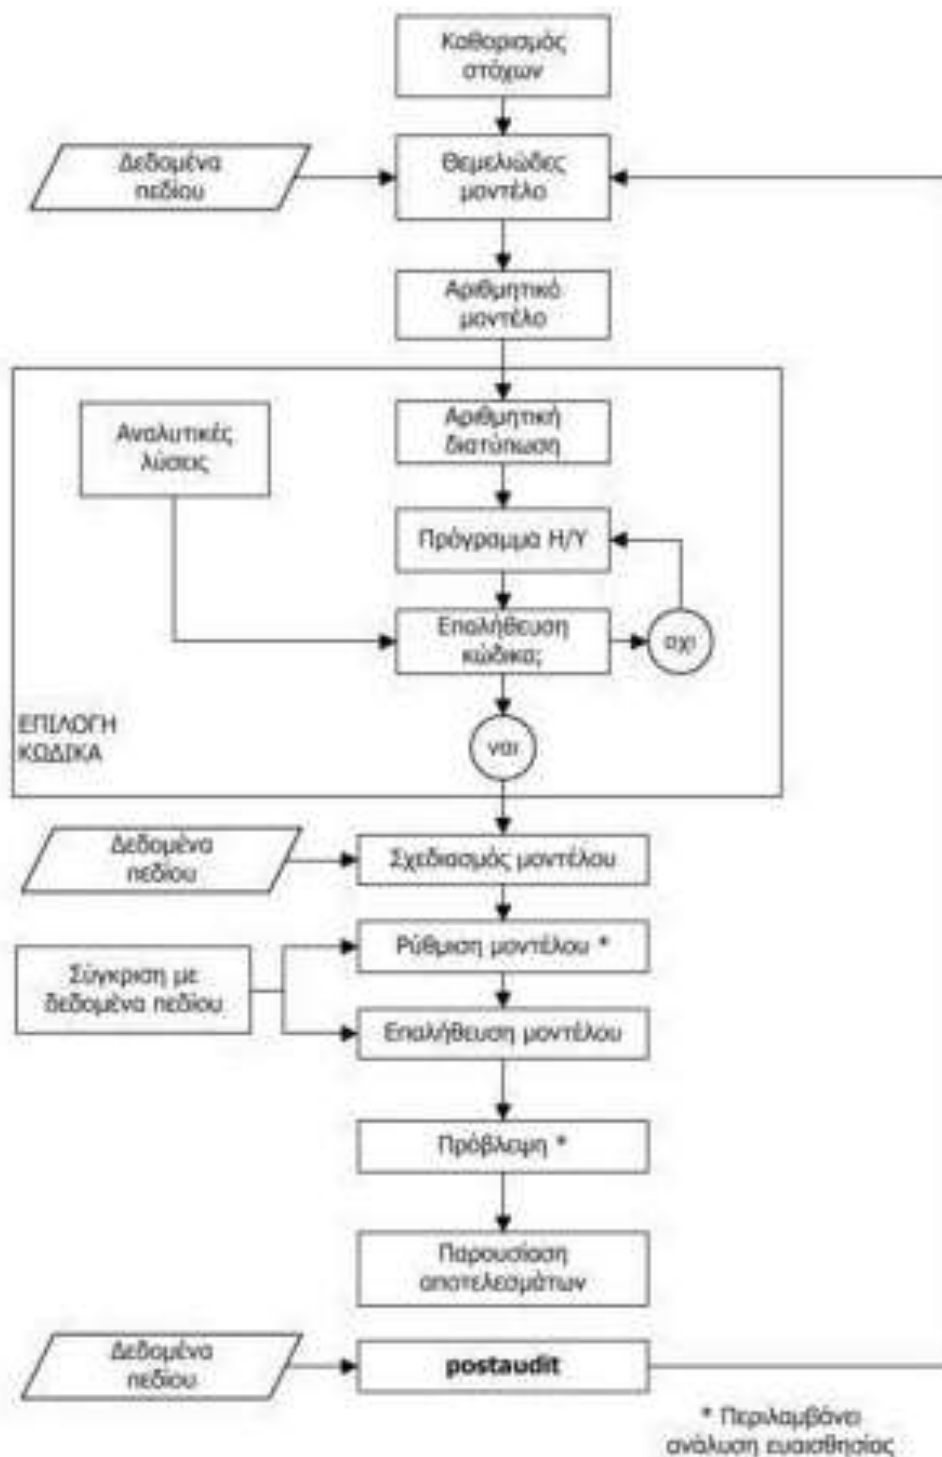 Καθορισμός
στόχων
Δεδομένα
πεδίου
Θεμελιώδες
μοντέλο
Αριθμητικό
μοντέλο
Αναλυτικές
λύσεις
Αριθμητική
διατύπωση
Πρόγραμμα Η/Υ
Επαλήθευση
κώδικα;
οχι
ΕΠΙΛΟΓΗ
ΚΩΔΙΚΑ
ναι
Δεδομένα
πεδίου
Σχεδιασμός μοντέλου
Ρύθμιση μοντέλου *
Σύγκριση με
δεδομένα πεδίου
Επαλήθευση μοντέλου
Πρόβλεψη *
Παρουσίαση
αποτελεσμάτων
Δεδομένα
πεδίου
postaudit
* Περιλαμβάνει
ανάλυση ευαισθησίας